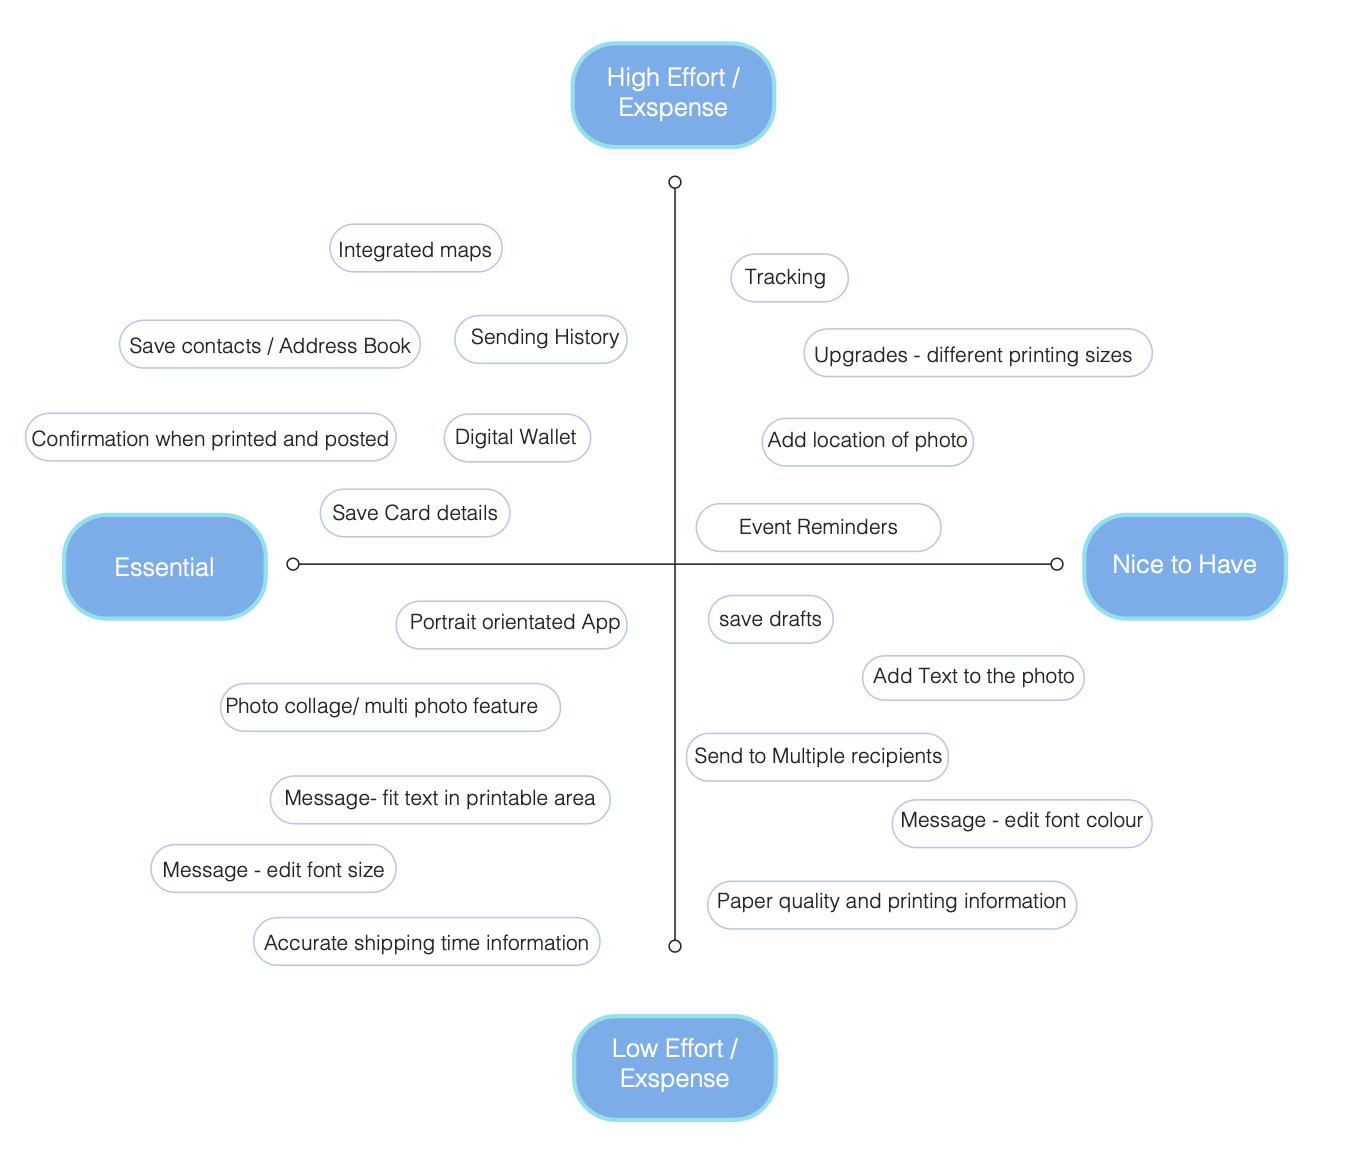 High Effort /
Exspense
Integrated maps
Tracking
Save contacts / Address Book
Sending History
Upgrades - different printing sizes
Confirmation when printed and posted
Digital Wallet
Add location of photo
Save Card details
Event Reminders
Essential
Nice to Have
Portrait orientated App
save drafts
Add Text to the photo
Photo collage/ multi photo feature
Send to Multiple recipients
Message- fit text in printable area
Message - edit font colour
Message - edit font size
Paper quality and printing information
Accurate shipping time information
Low Effort /
Exspense